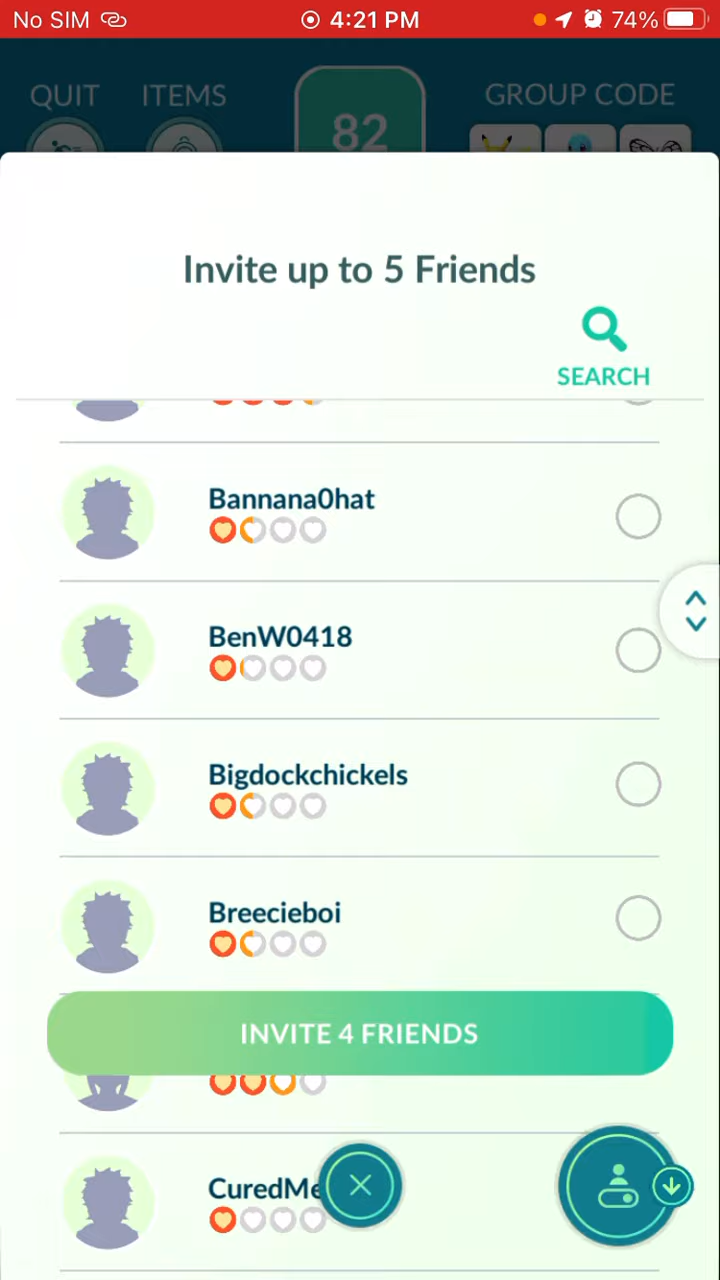 No SIM 4:21 PM 74%
QUIT ITEMS 82 GROUP CODE
Invite up to 5 Friends
SEARCH
Bannana0hat
BenW0418
Bigdockchickels
Breecieboi
INVITE 4 FRIENDS
CuredMe